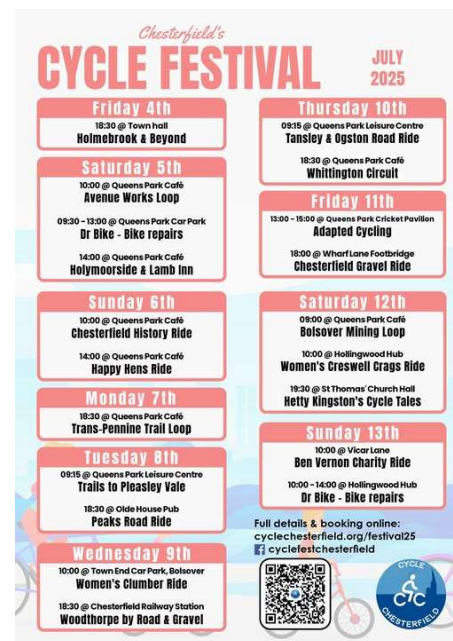 Chesterfield's
CYCLE FESTIVAL
JULY
2025
Friday 4th
18:30 @ Town hall
Holmebrook & Beyond
Saturday 5th
10:00 @ Queens Park Café
Avenue Works Loop
09:30 - 13:00 @ Queens Park Car Park
Dr Bike - Bike repairs
14:00 @ Queens Park Café
Holymoorside & Lamb Inn
Sunday 6th
10:00 @ Queens Park Café
Chesterfield History Ride
14:00 @ Queens Park Café
Happy Hens Ride
Monday 7th
18:30 @ Queens Park Café
Trans-Pennine Trail Loop
Tuesday 8th
09:15 @ Queens Park Leisure Centre
Trails to Pleasley Vale
18:30 @ Olde House Pub
Peaks Road Ride
Wednesday 9th
10:00 @ Town End Car Park, Bolsover
Women's Clumber Ride
18:30 @ Chesterfield Railway Station
Woodthorpe by Road & Gravel
Thursday 10th
09:15 @ Queens Park Leisure Centre
Tansley & Ogston Road Ride
18:30 @ Queens Park Café
Whittington Circuit
Friday 11th
13:00 - 15:00 @ Queens Park Cricket Pavilion
Adapted Cycling
18:00 @ Wharf Lane Footbridge
Chesterfield Gravel Ride
Saturday 12th
09:00 @ Queens Park Café
Bolsover Mining Loop
10:00 @ Hollingwood Hub
Women's Creswell Crags Ride
19:30 @ St Thomas' Church Hall
Hetty Kingston's Cycle Tales
Sunday 13th
10:00 @ Vicar Lane
Ben Vernon Charity Ride
10:00 - 14:00 @ Hollingwood Hub
Dr Bike - Bike repairs
Full details & booking online:
cyclechesterfield.org/festival25
cyclefestchesterfield
CYCLE
CHESTERFIELD